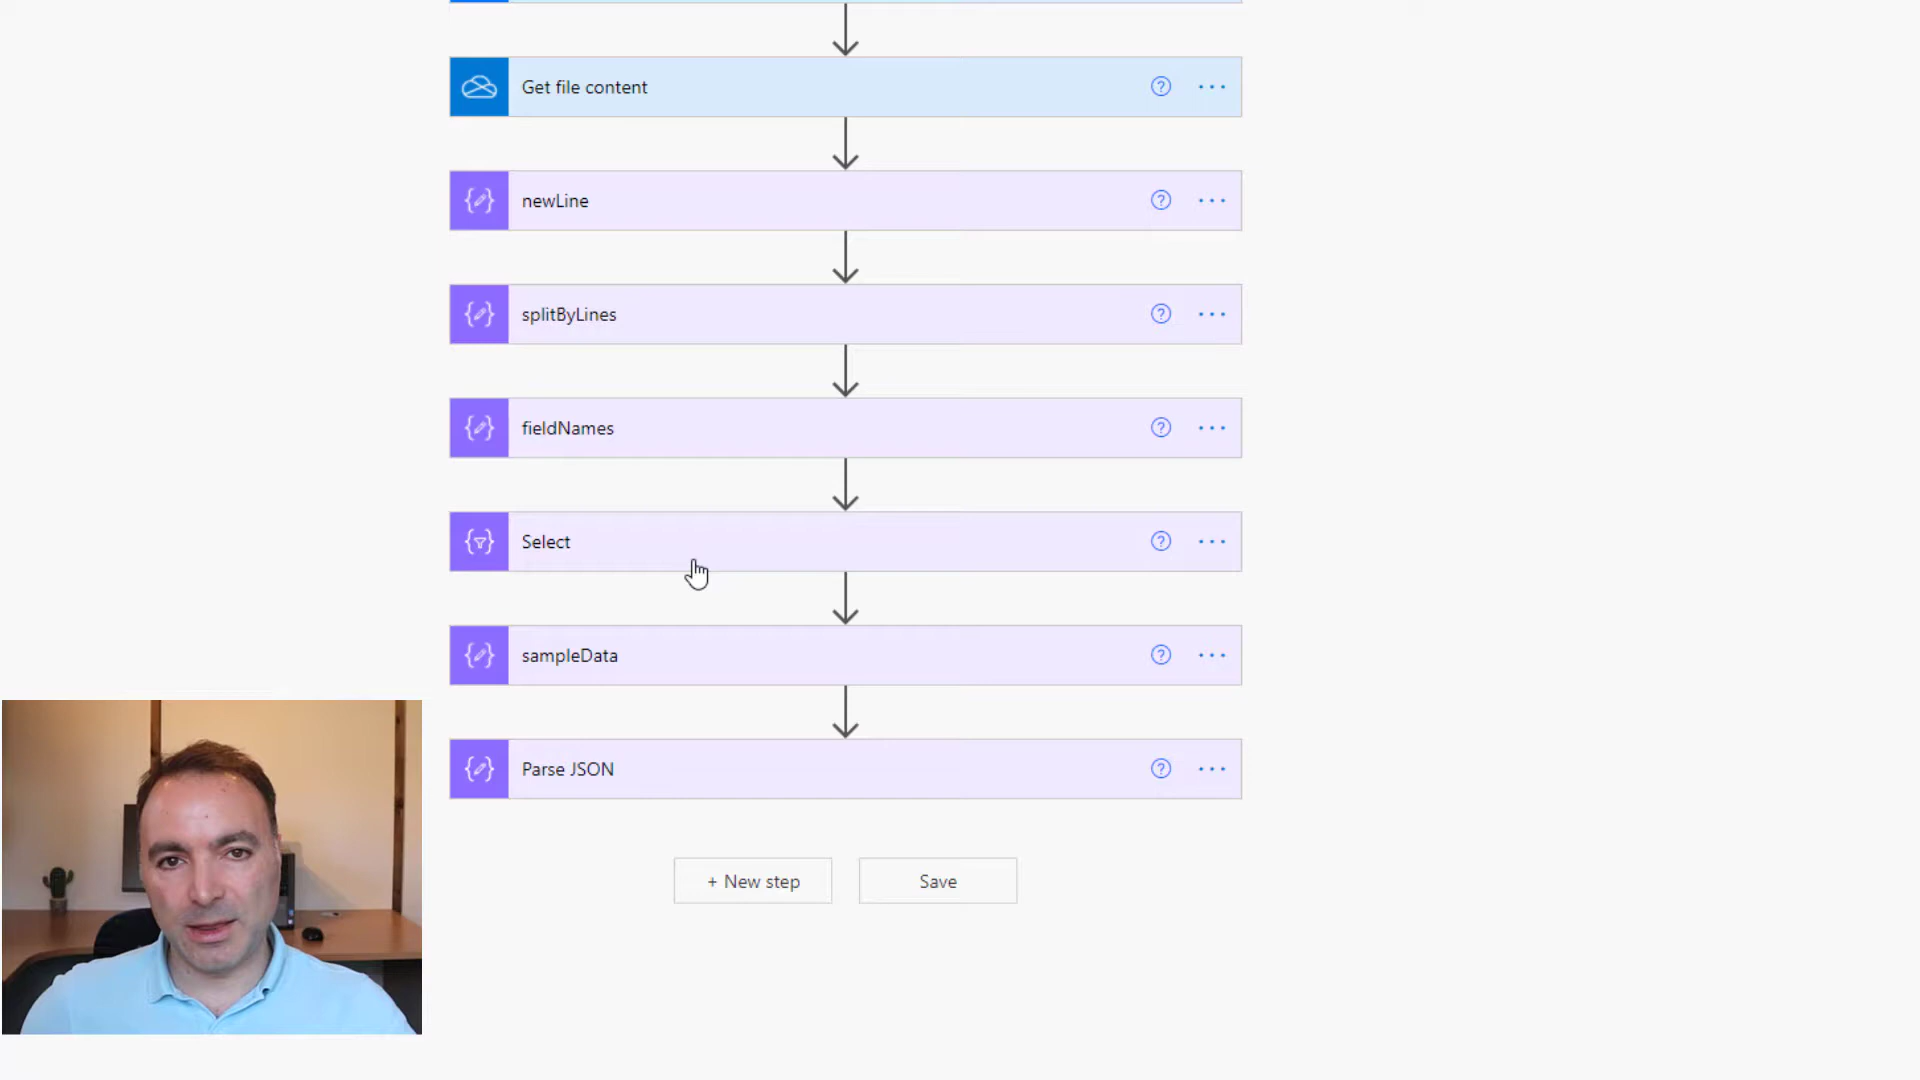 Get file content
newLine
splitByLines
fieldNames
Select
sampleData
Parse JSON
+ New step
Save